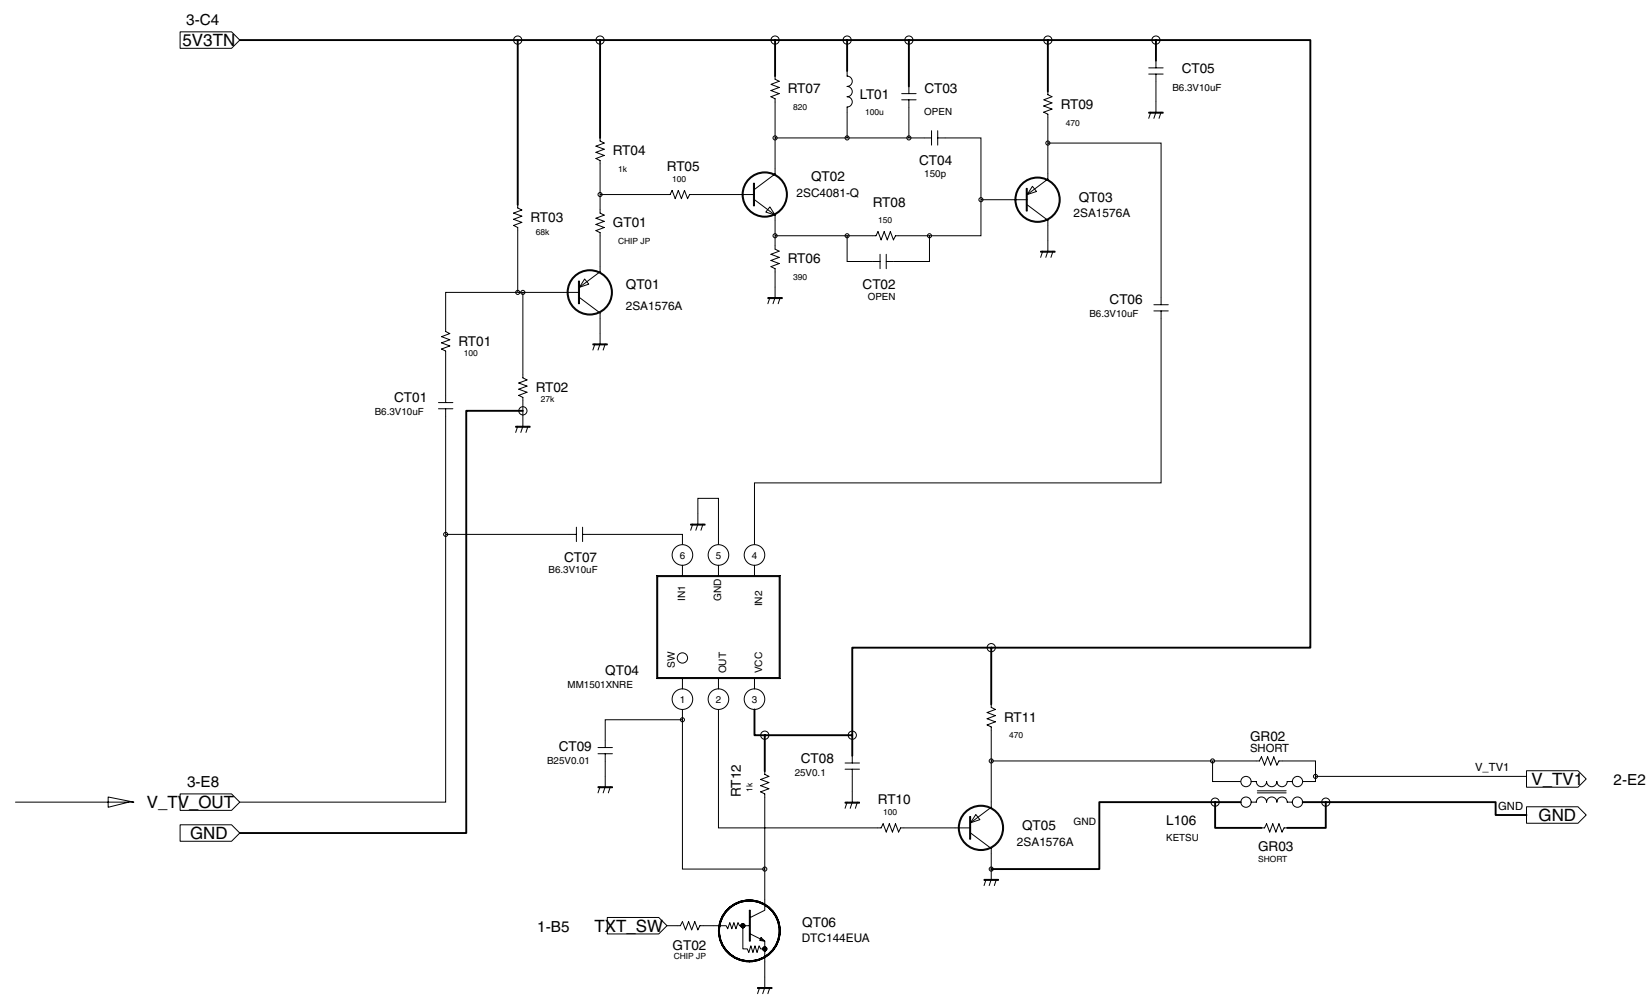 3-C4
5V3TN
RT07
820
LT01
100u
CT03
OPEN
RT09
470
CT05
B6.3V10uF
RT04
1k
RT05
100
QT02
2SC4081-Q
CT04
150p
RT03
68k
GT01
CHIP JP
RT08
150
QT03
2SA1576A
RT06
390
CT02
OPEN
QT01
2SA1576A
CT06
B6.3V10uF
RT01
100
CT01
B6.3V10uF
RT02
27k
CT07
B6.3V10uF
6
5
4
IN1
GND
IN2
SW
OUT
VCC
QT04
MM1501XNRE
1
2
3
CT09
B25V0.01
RT12
1k
CT08
25V0.1
RT11
470
GR02
SHORT
V_TV1
V_TV1
2-E2
3-E8
V_TV_OUT
GND
RT10
100
QT05
2SA1576A
GND
L106
KETSU
GR03
SHORT
GND
GND
1-B5
TXT_SW
GT02
CHIP JP
QT06
DTC144EUA